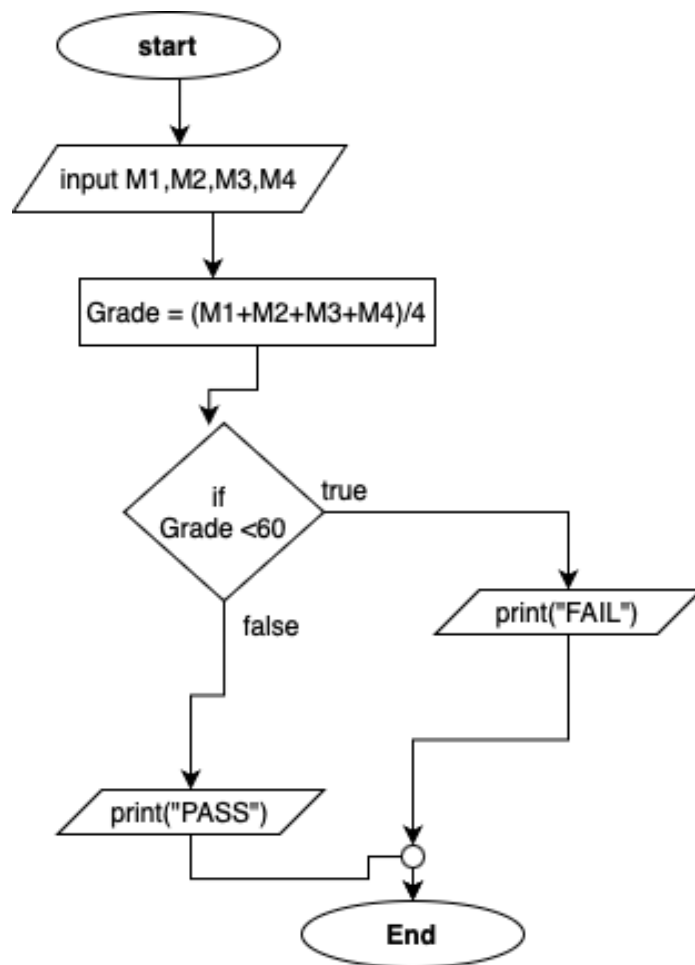 start
input M1,M2,M3,M4
Grade = (M1+M2+M3+M4)/4
if
Grade <60
true
false
print("FAIL")
print("PASS")
End